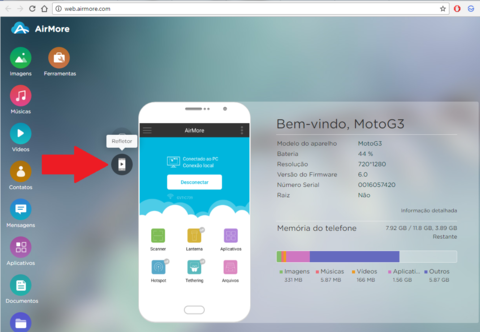 web.airmore.com
AirMore
Imagens
Ferramentas
Músicas
Vídeos
Contatos
Mensagens
Aplicativos
Documentos
Refletor
AirMore
Conectado ao PC
Conexão local
Desconectar
Scanner
Lanterna
Aplicativos
Hotspot
Tethering
Arquivos
Bem-vindo, MotoG3
Modelo do aparelho MotoG3
Bateria 44 %
Resolução 720*1280
Versão do Firmware 6.0
Número Serial 0016057420
Raiz Não
Informação detalhada
Memória do telefone 7.92 GB / 11.8 GB, 3.89 GB
Restante
Imagens Músicas Vídeos Aplicati... Outros
331 MB 5.87 MB 166 MB 1.56 GB 5.87 GB